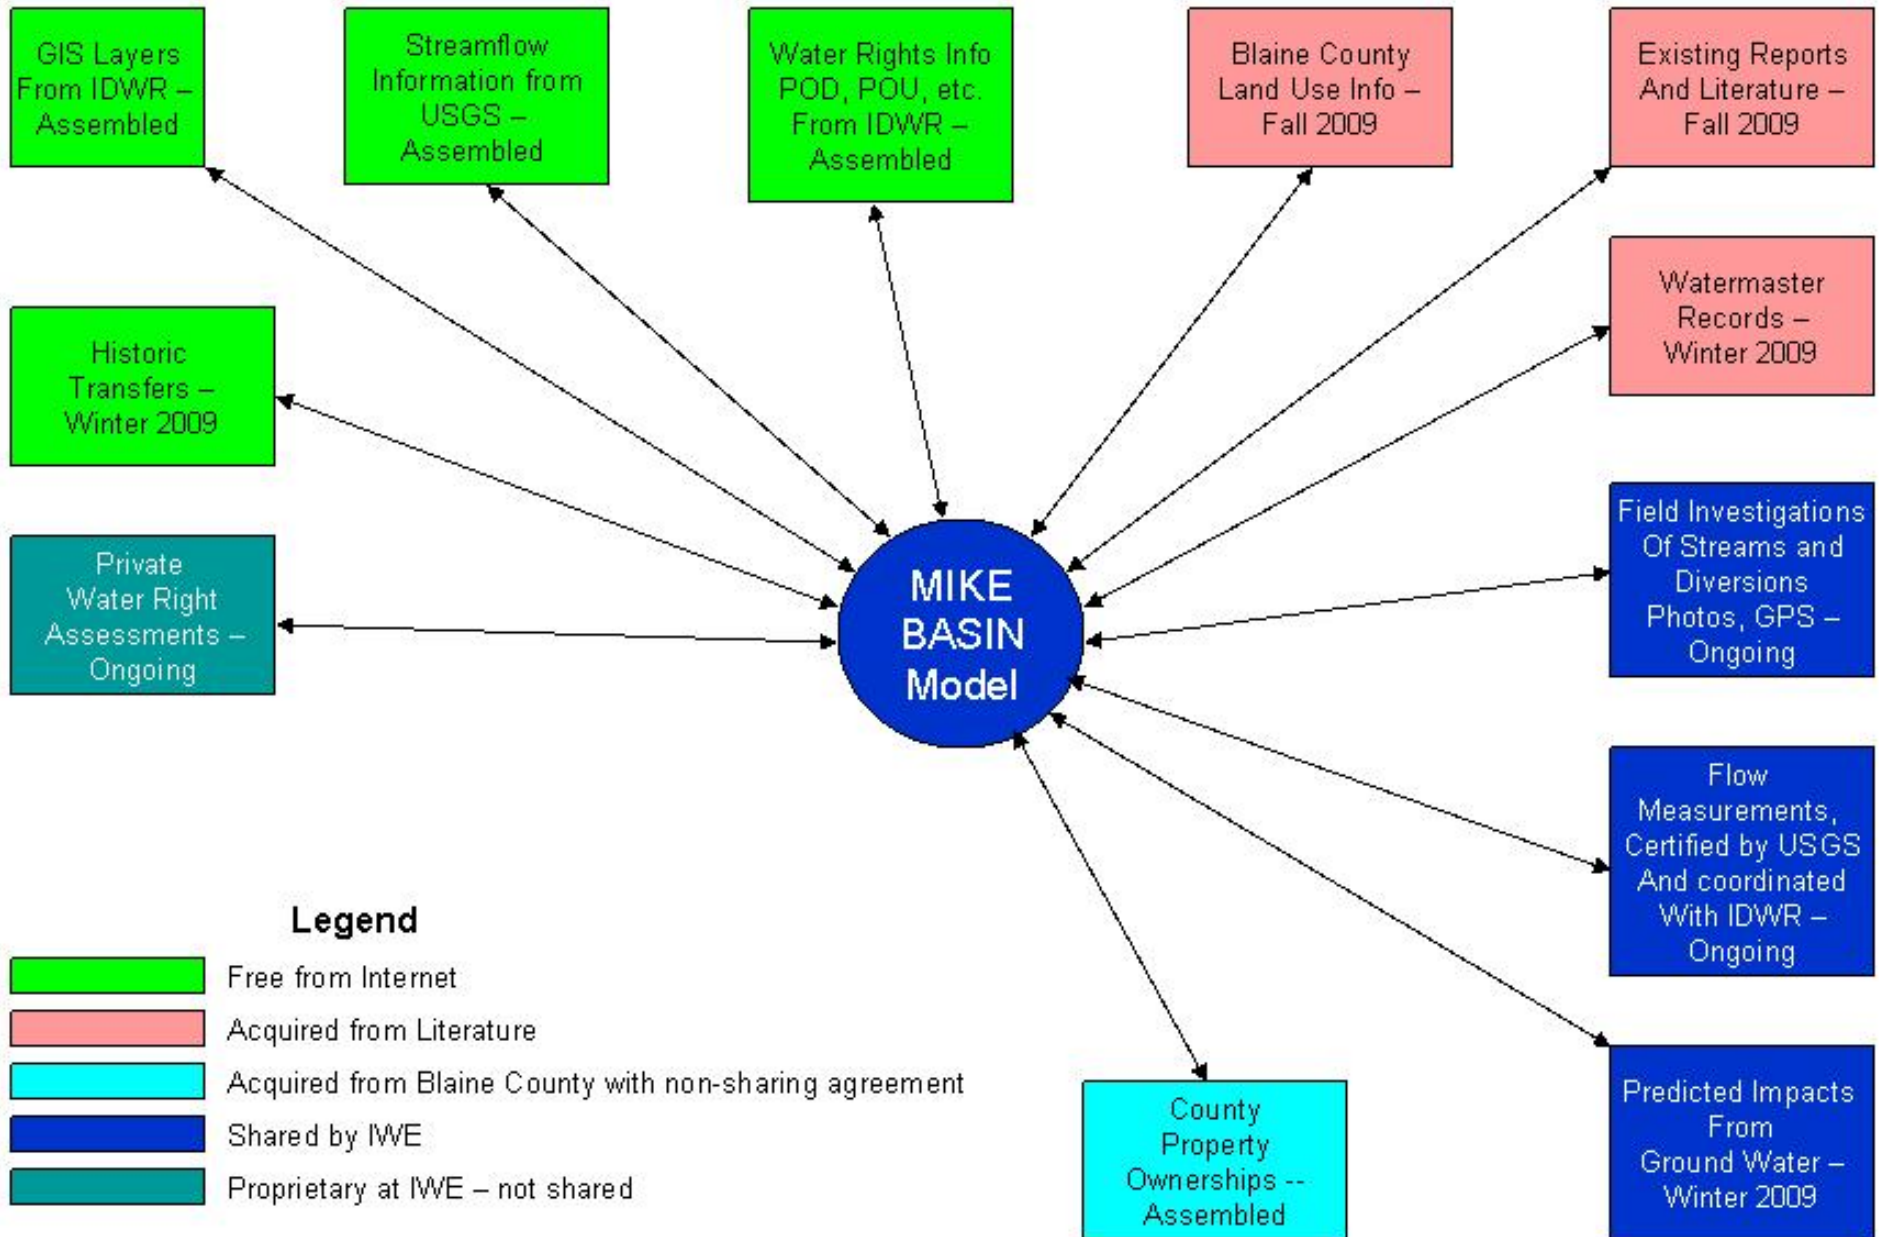 GIS Layers
From IDWR –
Assembled
Streamflow
Information from
USGS –
Assembled
Water Rights Info
POD, POU, etc.
From IDWR –
Assembled
Blaine County
Land Use Info –
Fall 2009
Existing Reports
And Literature –
Fall 2009
Watermaster
Records –
Winter 2009
Historic
Transfers –
Winter 2009
Field Investigations
Of Streams and
Diversions
Photos, GPS –
Ongoing
Private
Water Right
Assessments –
Ongoing
MIKE
BASIN
Model
Flow
Measurements,
Certified by USGS
And coordinated
With IDWR –
Ongoing
Legend
Free from Internet
Acquired from Literature
Acquired from Blaine County with non-sharing agreement
Shared by IWE
Proprietary at IWE – not shared
County
Property
Ownerships --
Assembled
Predicted Impacts
From
Ground Water –
Winter 2009